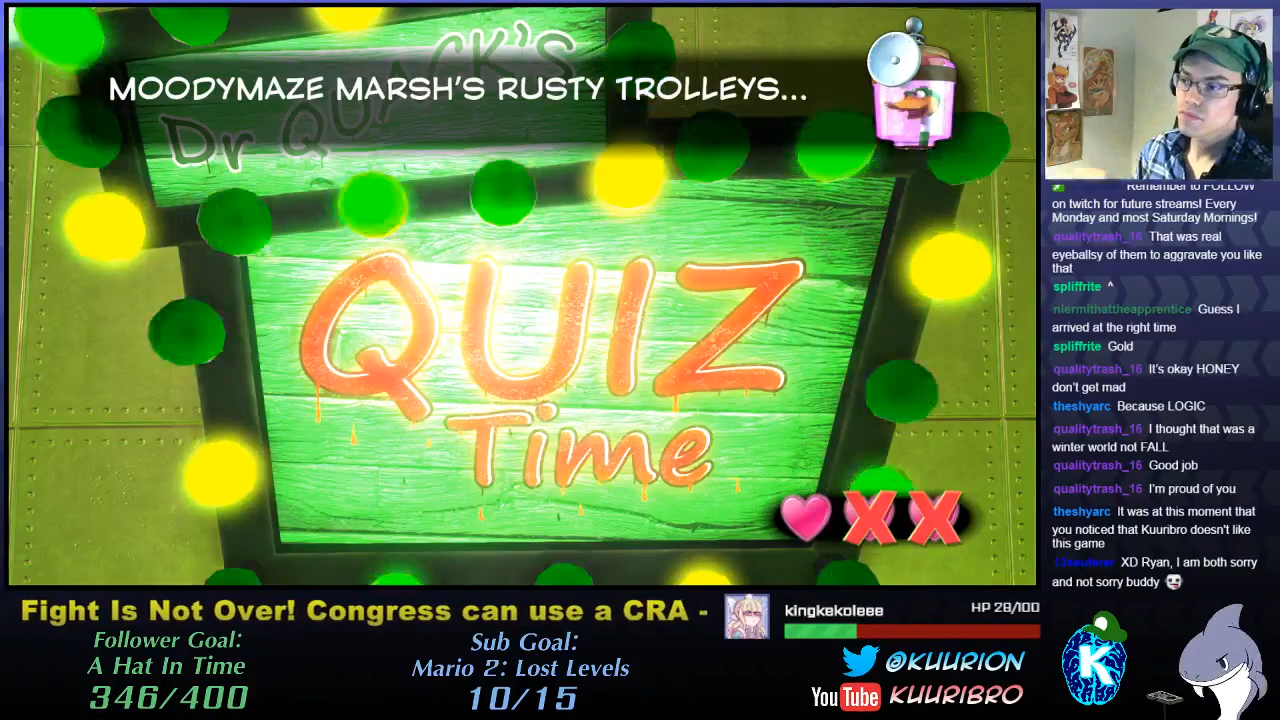 MOODYMAZE MARSH'S RUSTY TROLLEYS...
Dr QUACK'S
QUIZ
Time
Remember to FOLLOW
on twitch for future streams! Every
Monday and most Saturday Mornings!
qualitytrash_16 That was real
eyeballsy of them to aggravate you like
that
spliffrite ^
niermithattheapprentice Guess I
arrived at the right time
spliffrite Gold
qualitytrash_16 It's okay HONEY
don't get mad
theshyarc Because LOGIC
qualitytrash_16 I thought that was a
winter world not FALL
qualitytrash_16 Good job
qualitytrash_16 I'm proud of you
theshyarc It was at this moment that
you noticed that Kuuribro doesn't like
this game
XD Ryan, I am both sorry
and not sorry buddy
Fight Is Not Over! Congress can use a CRA -
kingkekoleee HP 28/100
Follower Goal:
A Hat In Time
346/400
Sub Goal:
Mario 2: Lost Levels
10/15
@KUURION
YouTube KUURIBRO
K